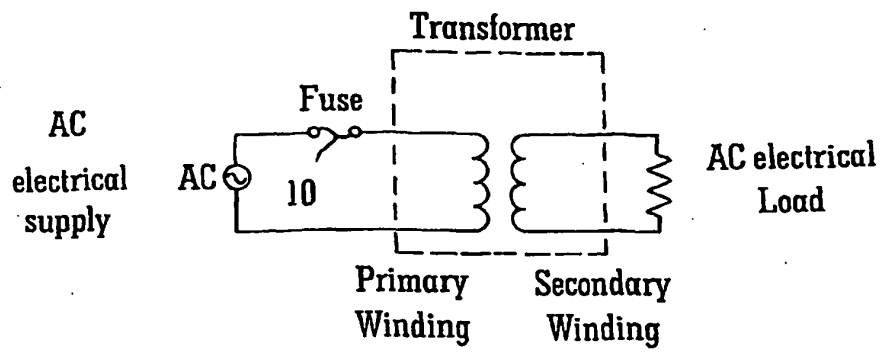 Transformer
Fuse
AC
electrical
supply
AC
10
AC electrical
Load
Primary
Winding
Secondary
Winding